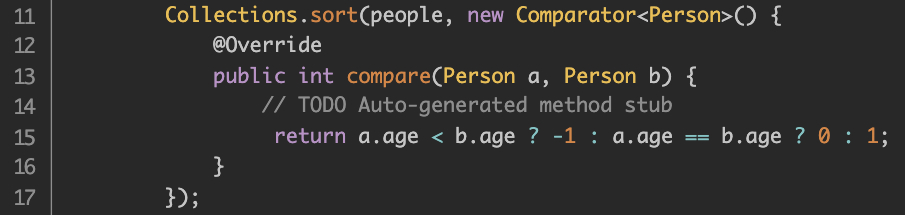 11 Collections.sort(people, new Comparator<Person>() {
12 @Override
13 public int compare(Person a, Person b) {
14 // TODO Auto-generated method stub
15 return a.age < b.age ? -1 : a.age == b.age ? 0 : 1;
16 }
17 });